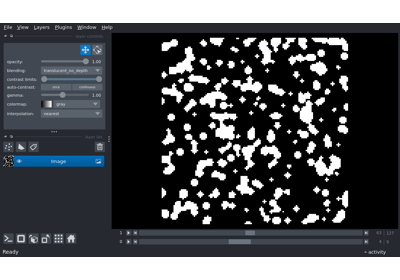 File View Layers Plugins Window Help
opacity: 1.00
blending: translucent_no_depth
contrast limits:
auto-contrast: once continuous
gamma: 1.00
colormap: gray
interpolation: nearest
Image
1
0
Ready
activity